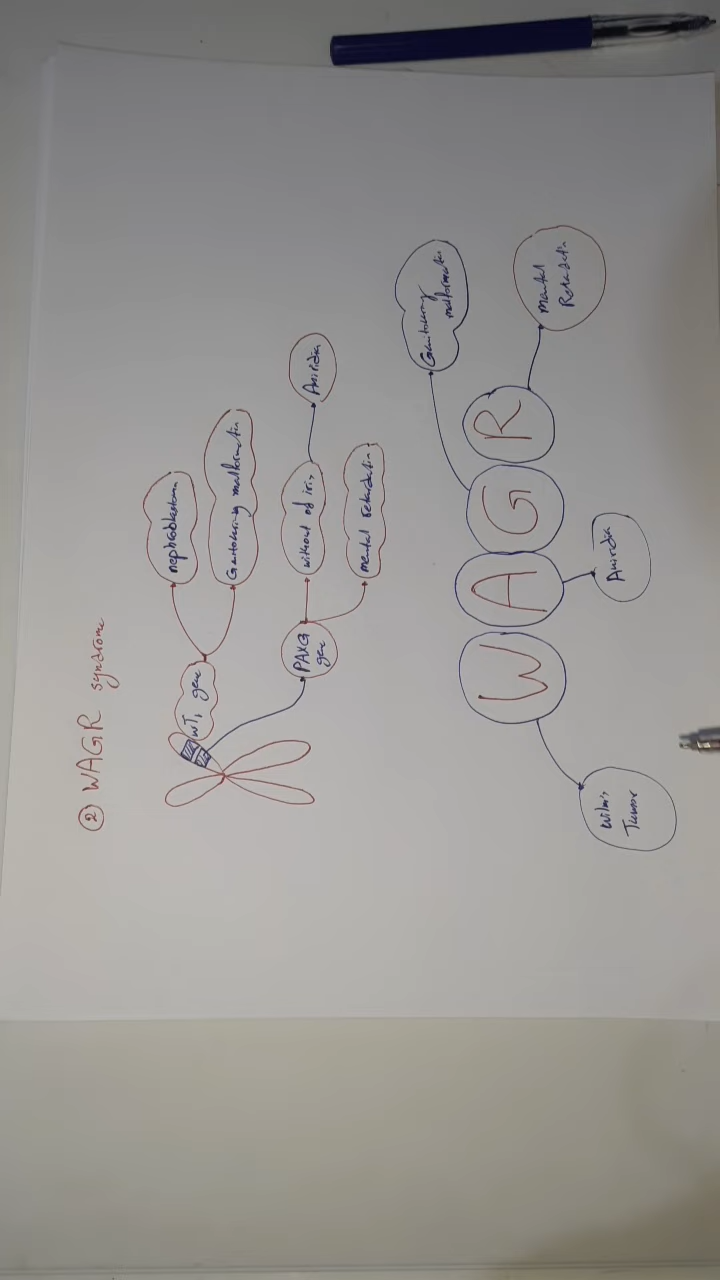 ② WAGR syndrome
WT1 gene
nephroblastoma
Genitourinary malformation
PAXG
gene
without of iris
Aniridia
mental retardation
W A G R
Wilms
Tumor
Aniridia
Genitourinary
malformation
Mental
Retardation